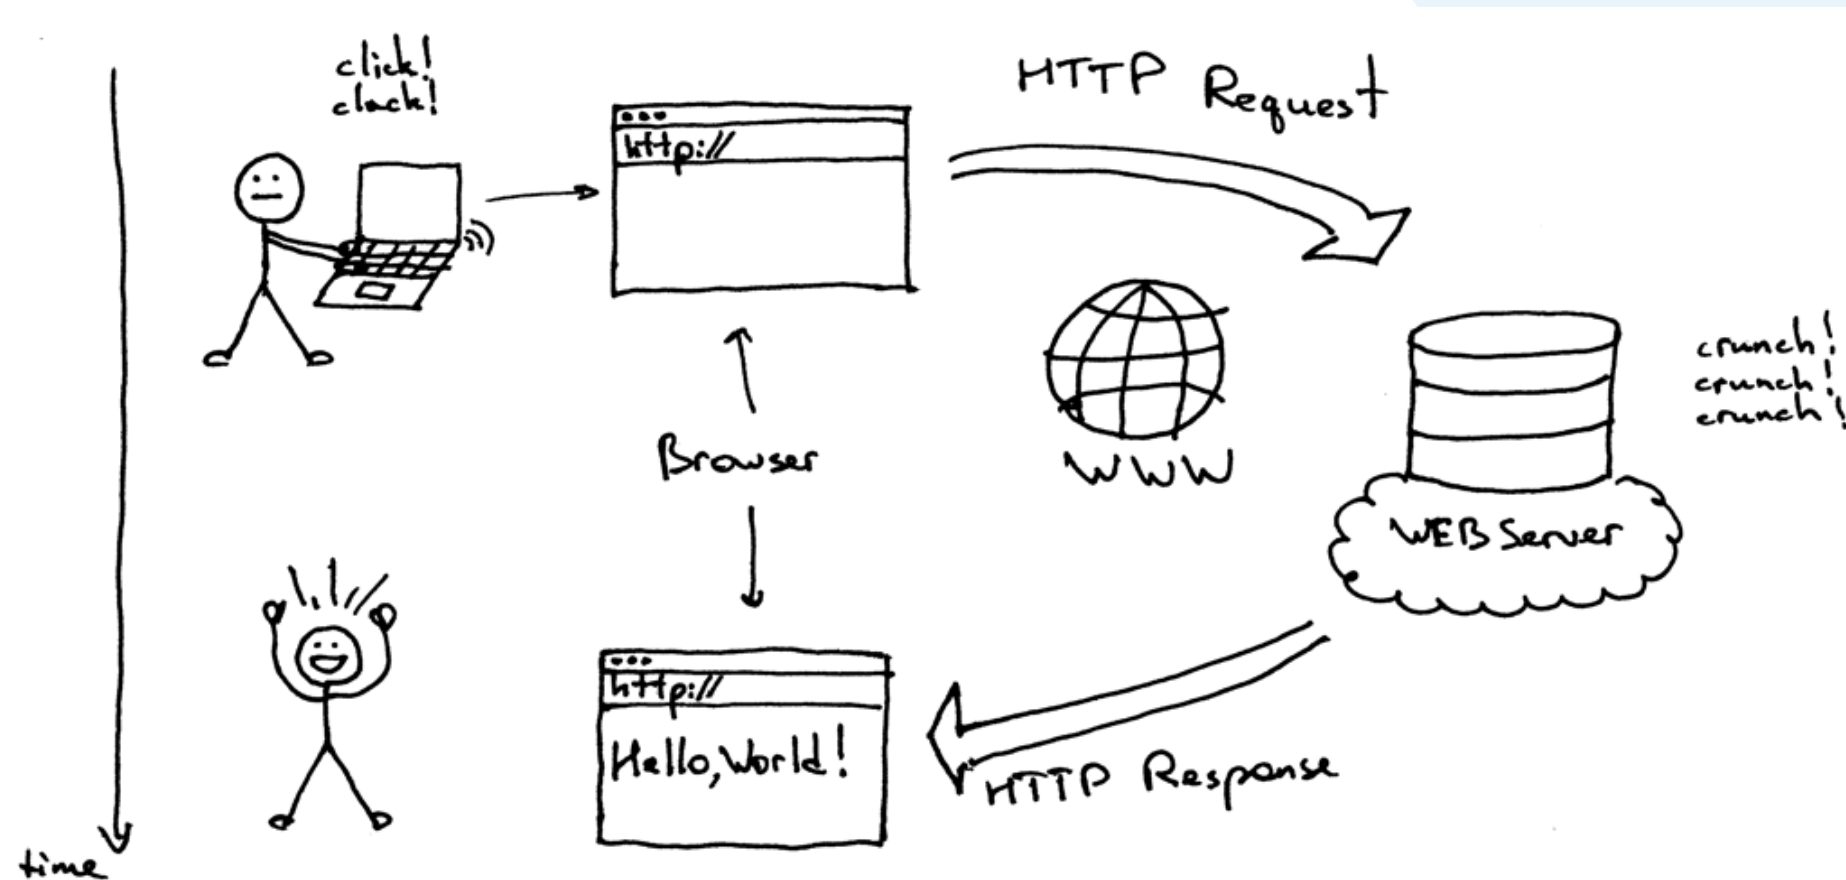 click!
clack!
HTTP Request
http://
crunch!
crunch!
crunch!
Browser
WWW
WEB Server
http://
Hello, World!
HTTP Response
time